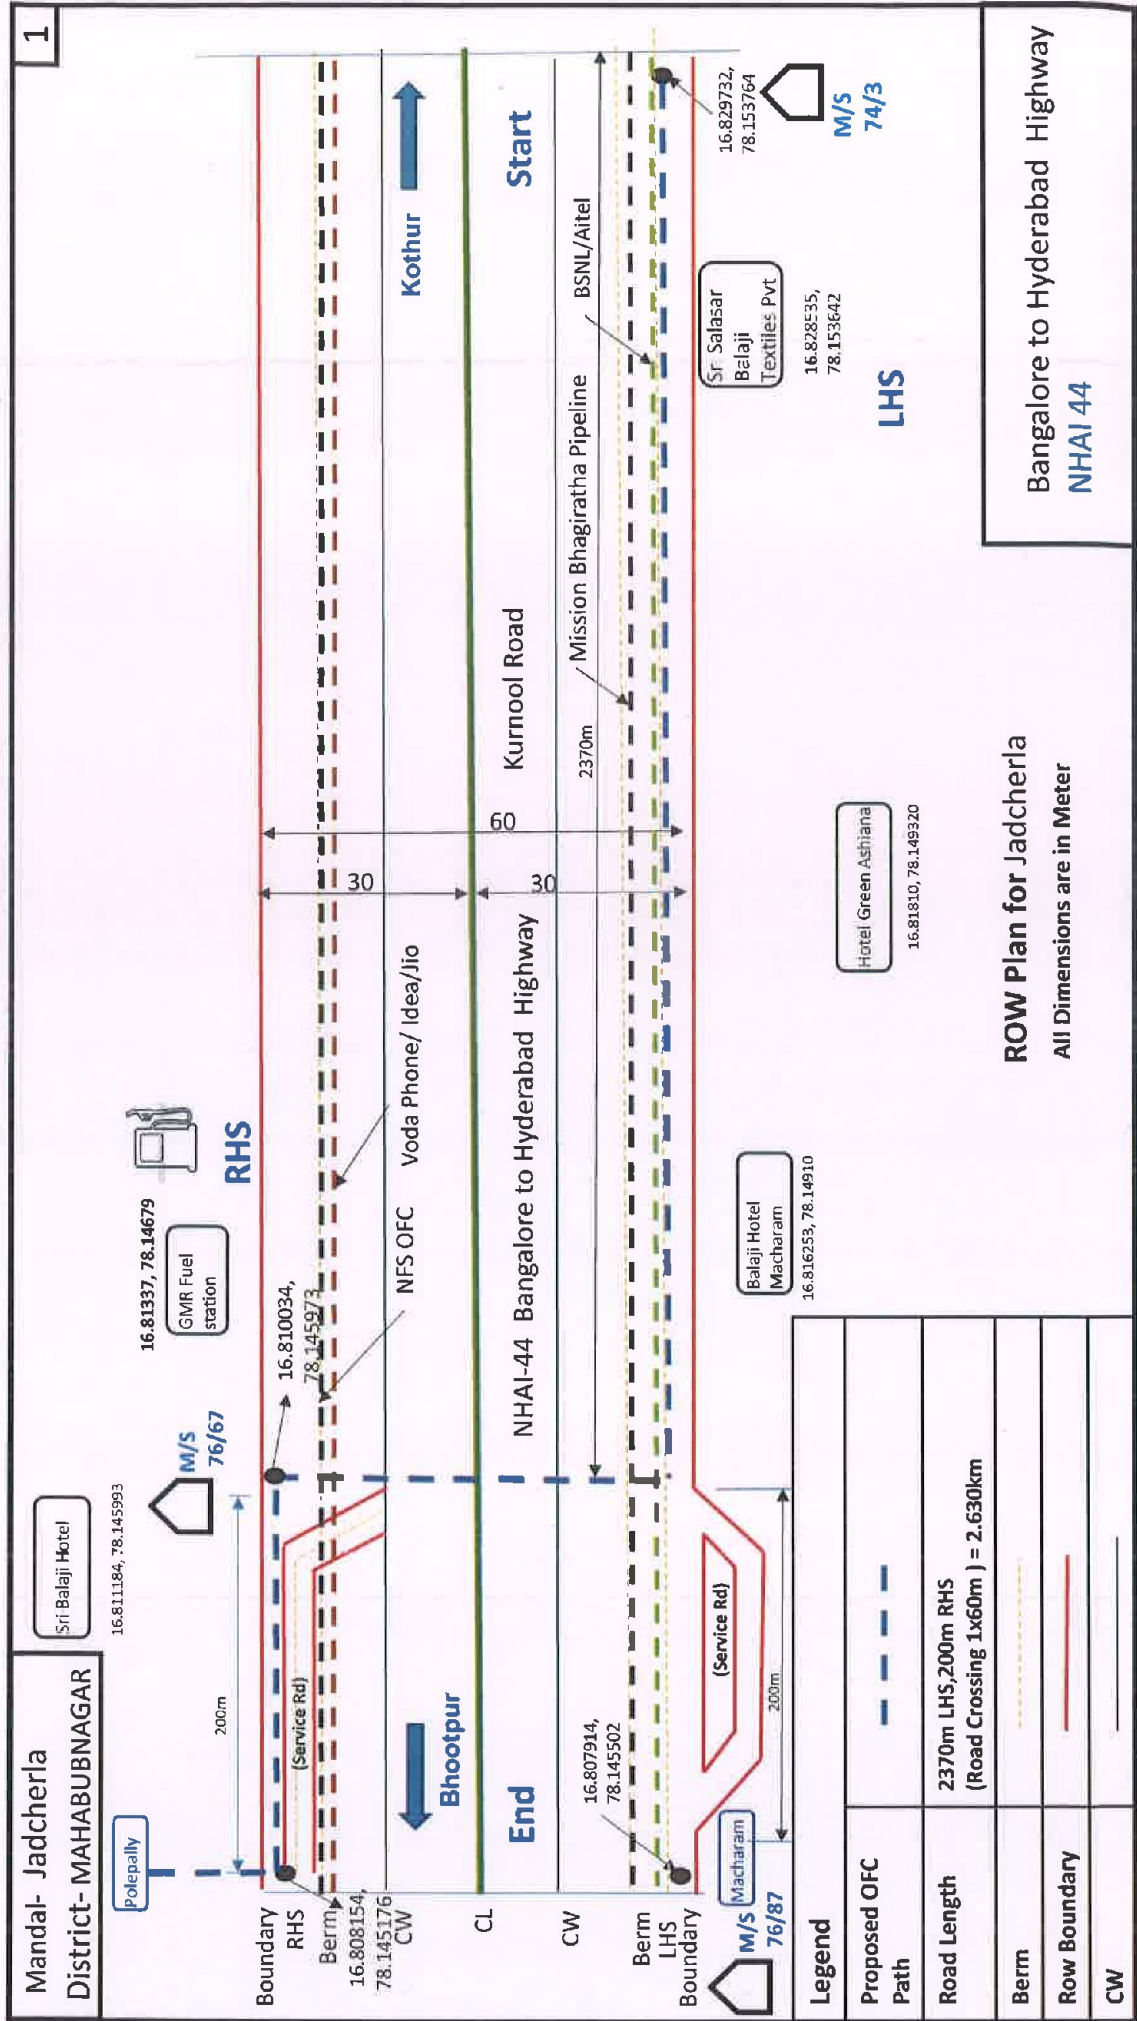 1
Mandal- Jadcherla
District- MAHABUBNAGAR
Sri Balaji Hotel
16.811184, 78.145993
M/S
76/67
16.81337, 78.14679
GMR Fuel
station
RHS
Polepally
200m
(Service Rd)
16.810034,
78.145973
Boundary
RHS
Berm
16.808154,
78.145176
CW
CL
CW
Berm
LHS
Boundary
NFS OFC
Voda Phone/ Idea/Jio
Kothur
Bhootpur
30
60
30
Start
End
NHAI-44 Bangalore to Hyderabad Highway
Kurnool Road
2370m
Mission Bhagiratha Pipeline
BSNL/Aitel
16.829732,
78.153764
M/S
74/3
16.807914,
78.145502
(Service Rd)
200m
Macharam
M/S
76/87
Balaji Hotel
Macharam
16.816253, 78.14910
Hotel Green Ashiana
16.81810, 78.149320
Sri Salasar
Balaji
Textiles Pvt
16.828535,
78.153642
LHS
Legend
Proposed OFC
Path
Road Length
2370m LHS,200m RHS
(Road Crossing 1x60m ) = 2.630km
Berm
Row Boundary
CW
ROW Plan for Jadcherla
All Dimensions are in Meter
Bangalore to Hyderabad Highway
NHAI 44